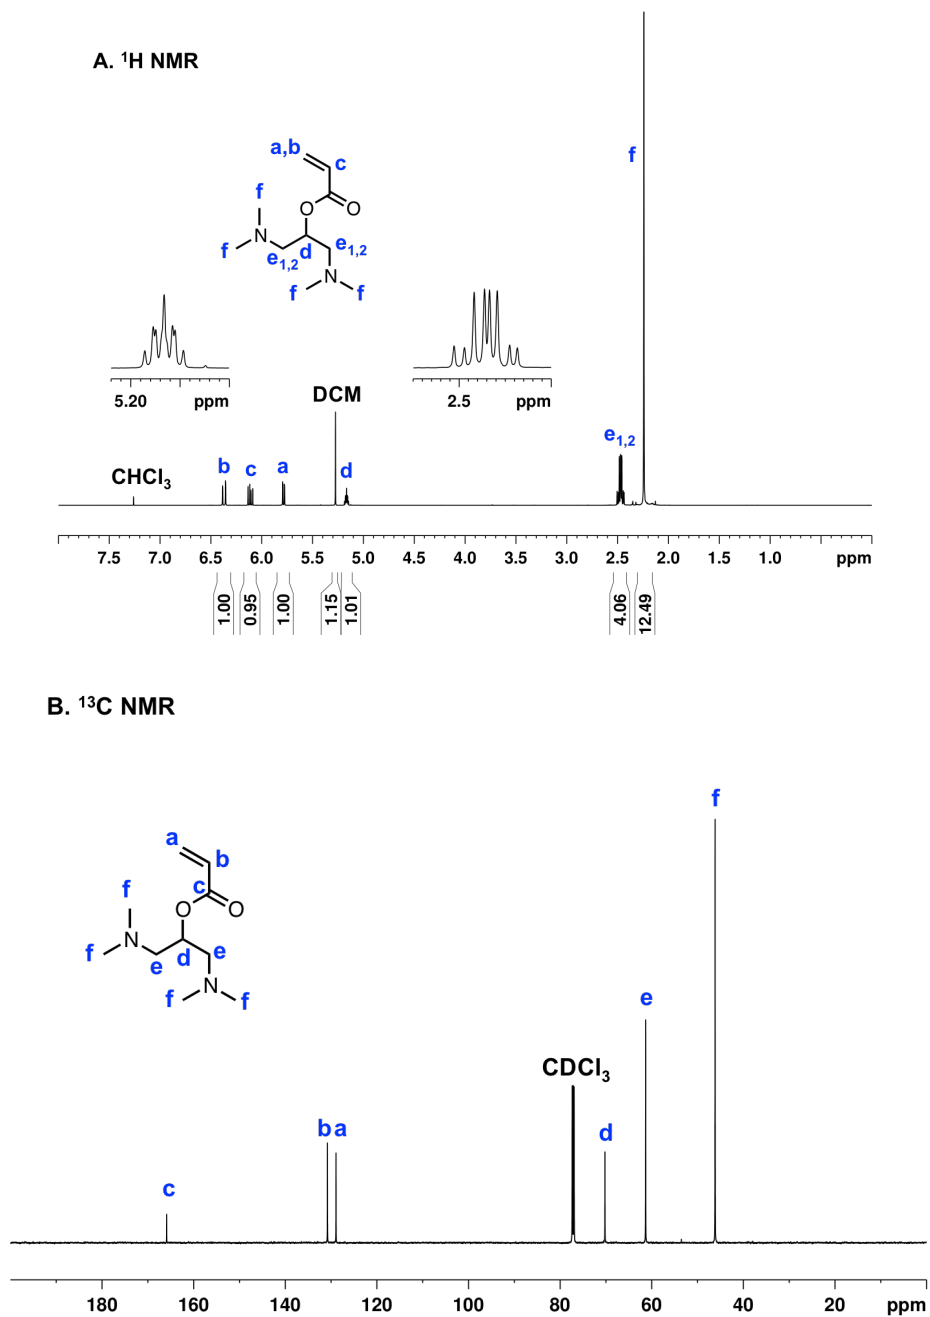 A. ¹H NMR
f
a,b
c
f
O
O
N
f
e₁,₂
d
e₁,₂
N
f
f
5.20
ppm
2.5
ppm
DCM
CHCl₃
b
c
a
d
e₁,₂
7.5 7.0 6.5 6.0 5.5 5.0 4.5 4.0 3.5 3.0 2.5 2.0 1.5 1.0 ppm
1.00 0.95 1.00 1.15 1.01 4.06 12.49
B. ¹³C NMR
f
a
b
c
f
O
O
N
f
e
d
e
N
f
f
e
CDCl₃
b a
d
c
180 160 140 120 100 80 60 40 20 ppm